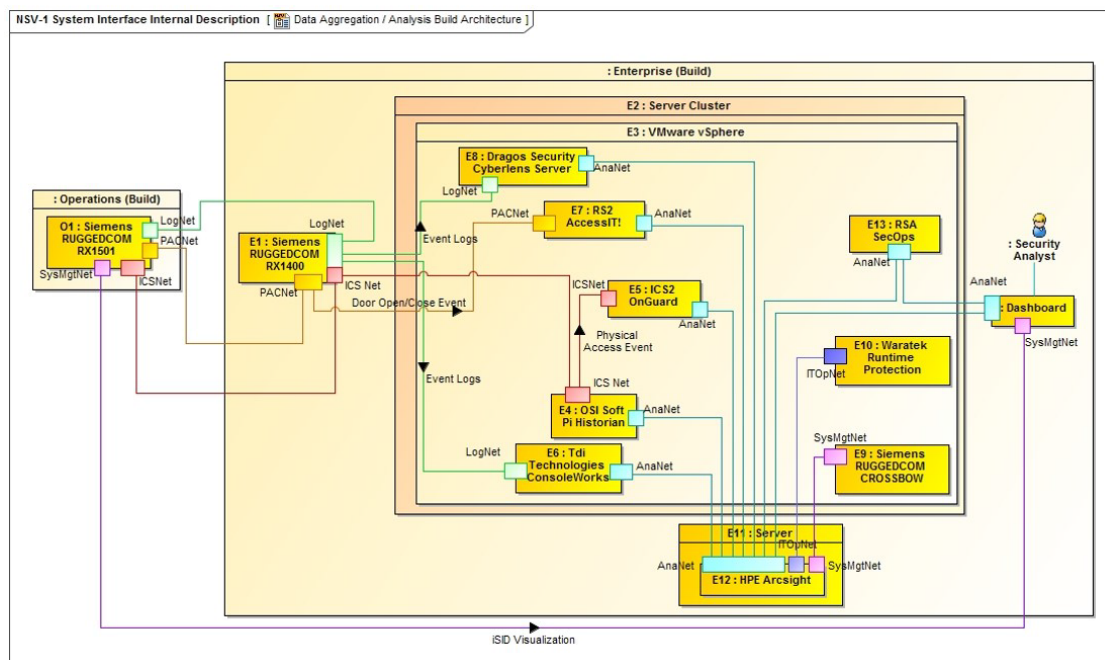 NSV-1 System Interface Internal Description [ Data Aggregation / Analysis Build Architecture ]
: Enterprise (Build)
E2 : Server Cluster
E3 : VMware vSphere
E8 : Dragos Security
Cyberlens Server
AnaNet
LogNet
: Operations (Build)
O1 : Siemens
RUGGEDCOM
RX1501
LogNet
PACNet
SysMgtNet
ICSNet
LogNet
E1 : Siemens
RUGGEDCOM
RX1400
PACNet
ICS Net
Event Logs
Door Open/Close Event
PACNet
E7 : RS2
AccessIT!
AnaNet
E13 : RSA
SecOps
AnaNet
: Security
Analyst
AnaNet
: Dashboard
SysMgtNet
ICSNet
E5 : ICS2
OnGuard
AnaNet
Physical
Access Event
E10 : Waratek
Runtime
Protection
ITOpNet
Event Logs
ICS Net
E4 : OSI Soft
Pi Historian
AnaNet
LogNet
E6 : Tdi
Technologies
ConsoleWorks
AnaNet
SysMgtNet
E9 : Siemens
RUGGEDCOM
CROSSBOW
E11 : Server
ITOpNet
AnaNet
SysMgtNet
E12 : HPE Arcsight
iSID Visualization